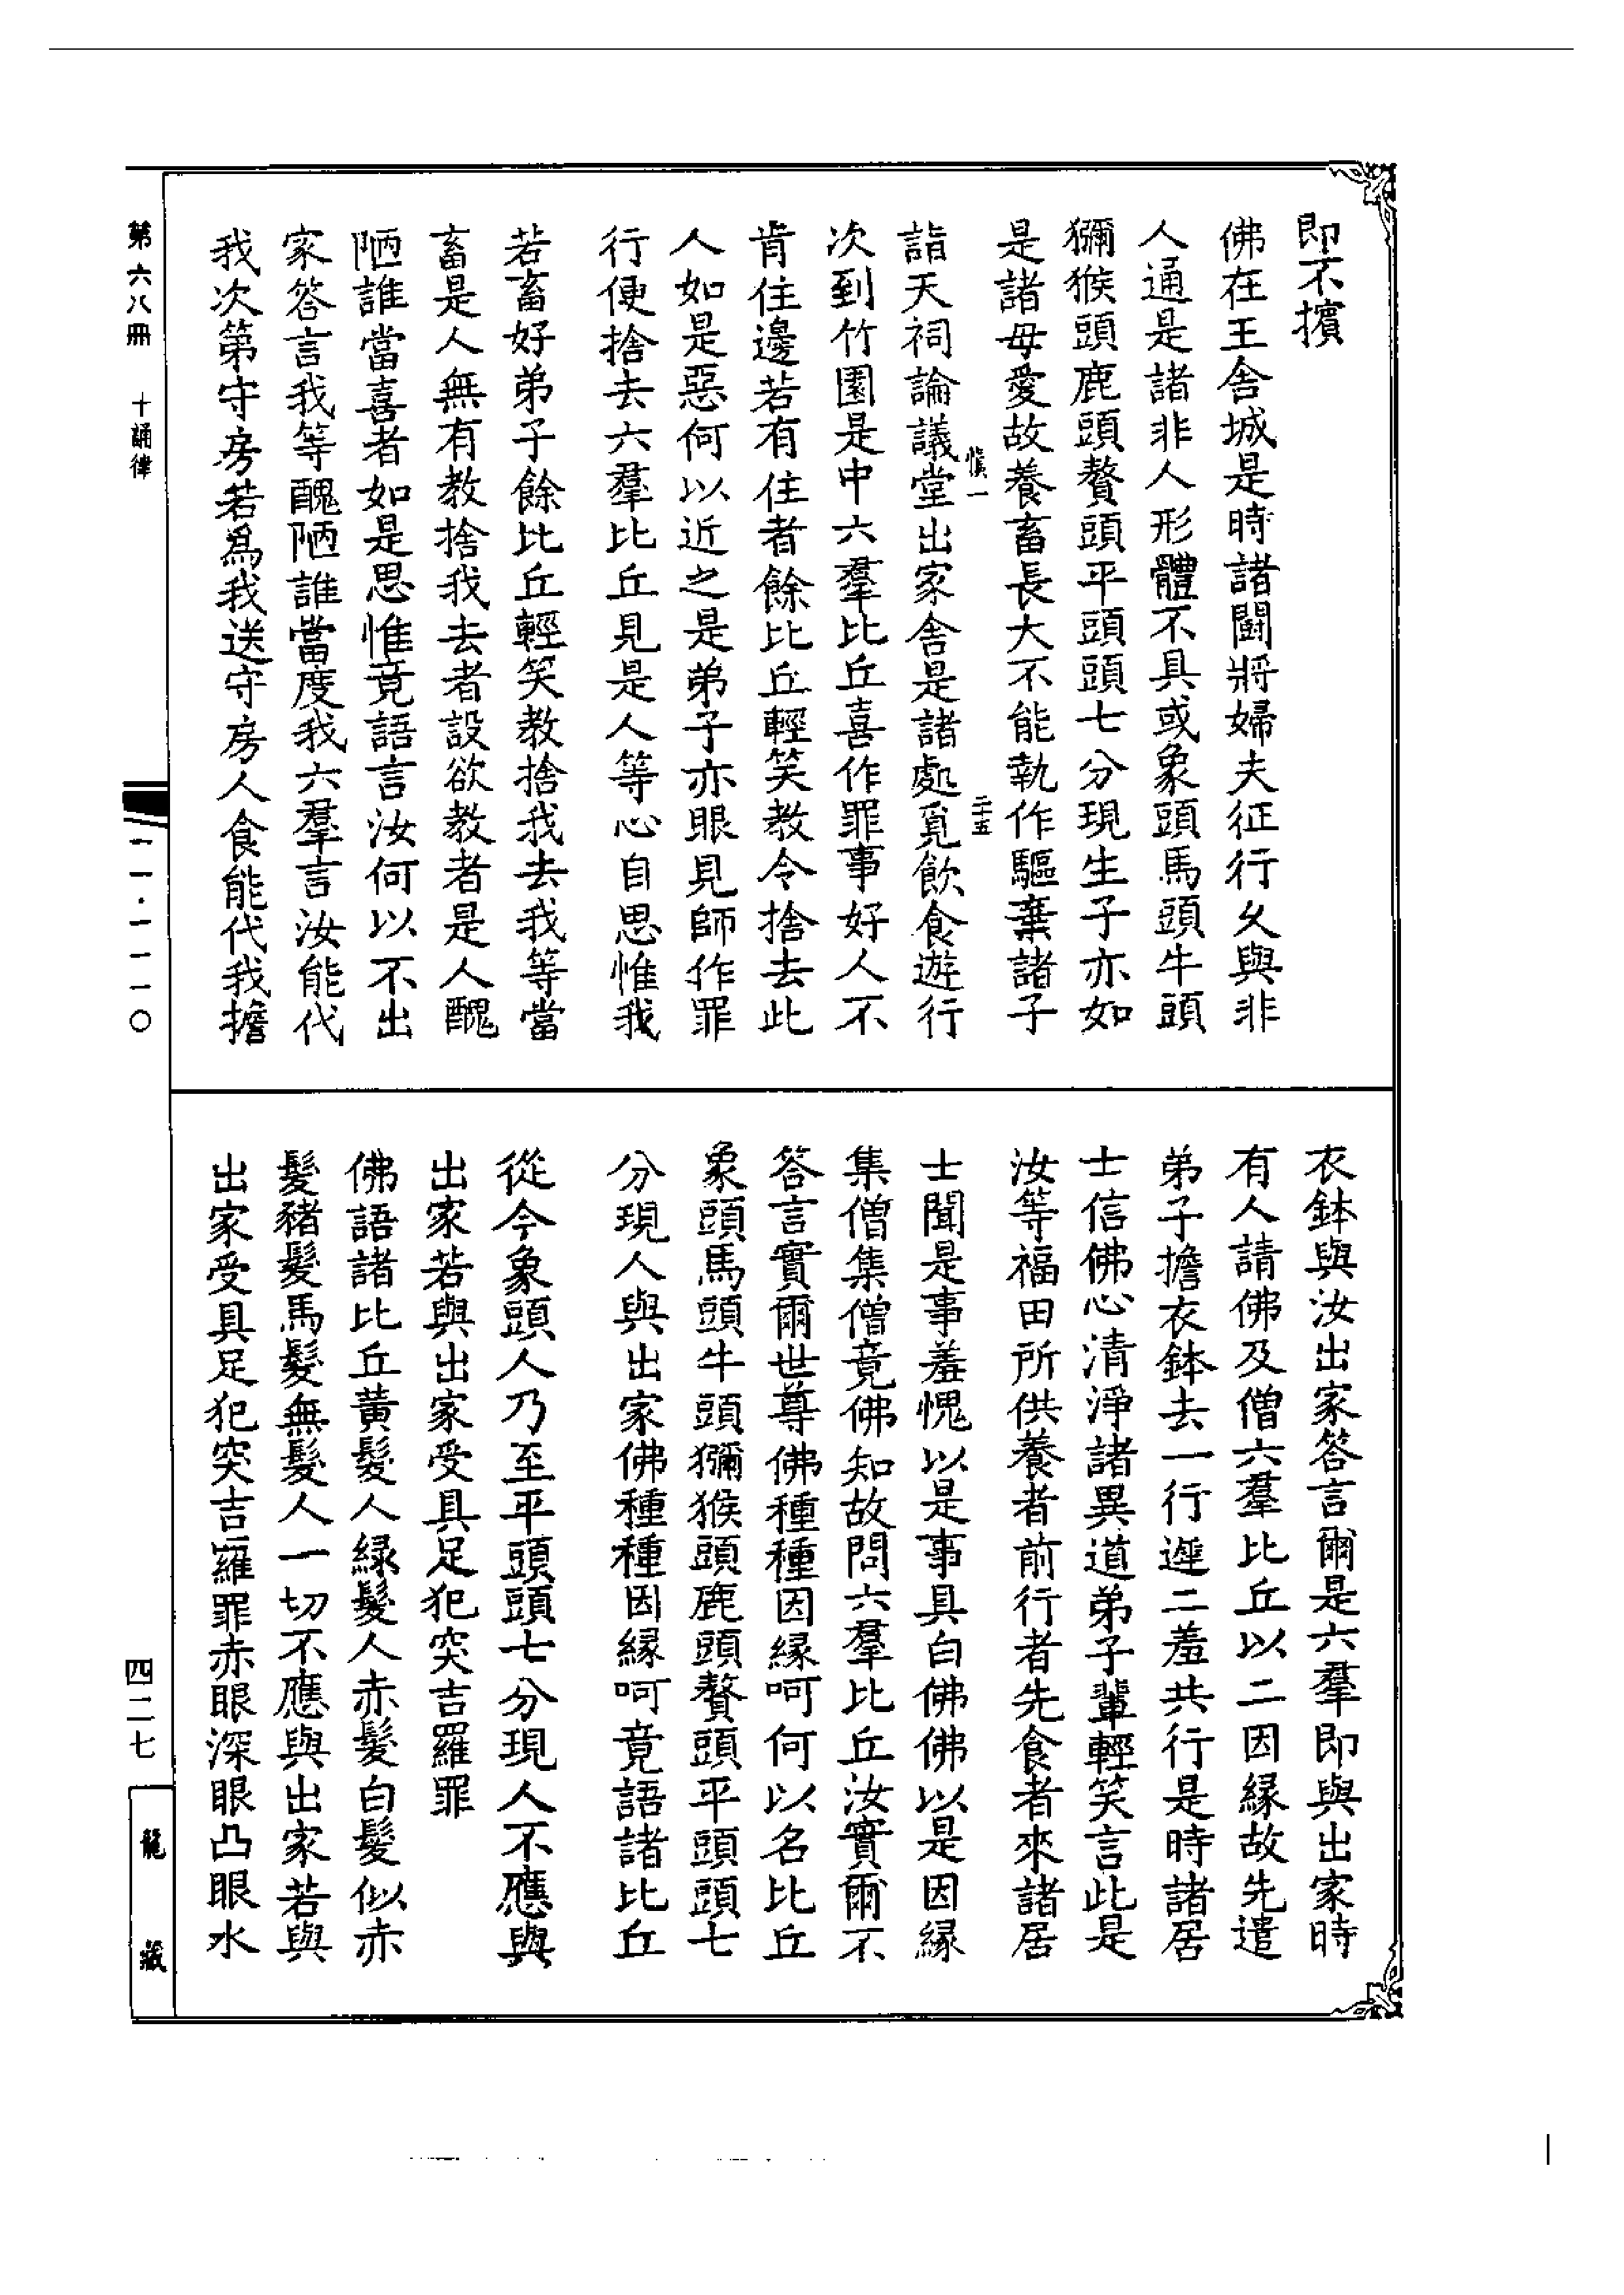 即不擯
佛在王舍城是時諸鬪將婦夫征行久與非
人通是諸非人形體不具或象頭馬頭牛頭
獼猴頭鹿頭贅頭平頭頭七分現生子亦如
是諸母愛故養畜長大不能執作驅棄諸子
慎一
二五
詣天祠論議堂出家舍是諸處覓飲食遊行
次到竹園是中六羣比丘喜作罪事好人不
肯住邊若有住者餘比丘輕笑教令捨去此
人如是惡何以近之是弟子亦眼見師作罪
行便捨去六羣比丘見是人等心自思惟我
若畜好弟子餘比丘輕笑教捨我去我等當
畜是人無有教捨我去者設欲教者是人醜
陋誰當喜者如是思惟竟語言汝何以不出
家答言我等醜陋誰當度我六羣言汝能代
我次第守房若爲我送守房人食能代我擔
衣鉢與汝出家答言爾是六羣即與出家時
有人請佛及僧六羣比丘以二因緣故先遣
弟子擔衣鉢去一行遲二羞共行是時諸居
士信佛心清淨諸異道弟子輩輕笑言此是
汝等福田所供養者前行者先食者來諸居
士聞是事羞愧以是事具白佛佛以是因緣
集僧集僧竟佛知故問六羣比丘汝實爾不
答言實爾世尊佛種種因緣呵何以名比丘
象頭馬頭牛頭獼猴頭鹿頭贅頭平頭頭七
分現人與出家佛種種因緣呵竟語諸比丘
從今象頭人乃至平頭頭七分現人不應與
出家若與出家受具足犯突吉羅罪
佛語諸比丘黃髮人綠髮人赤髮白髮似赤
髮豬髮馬髮無髮人一切不應與出家若與
出家受具足犯突吉羅罪赤眼深眼凸眼水
第六八冊 十誦律
一一·一一一〇
四二七
龍藏